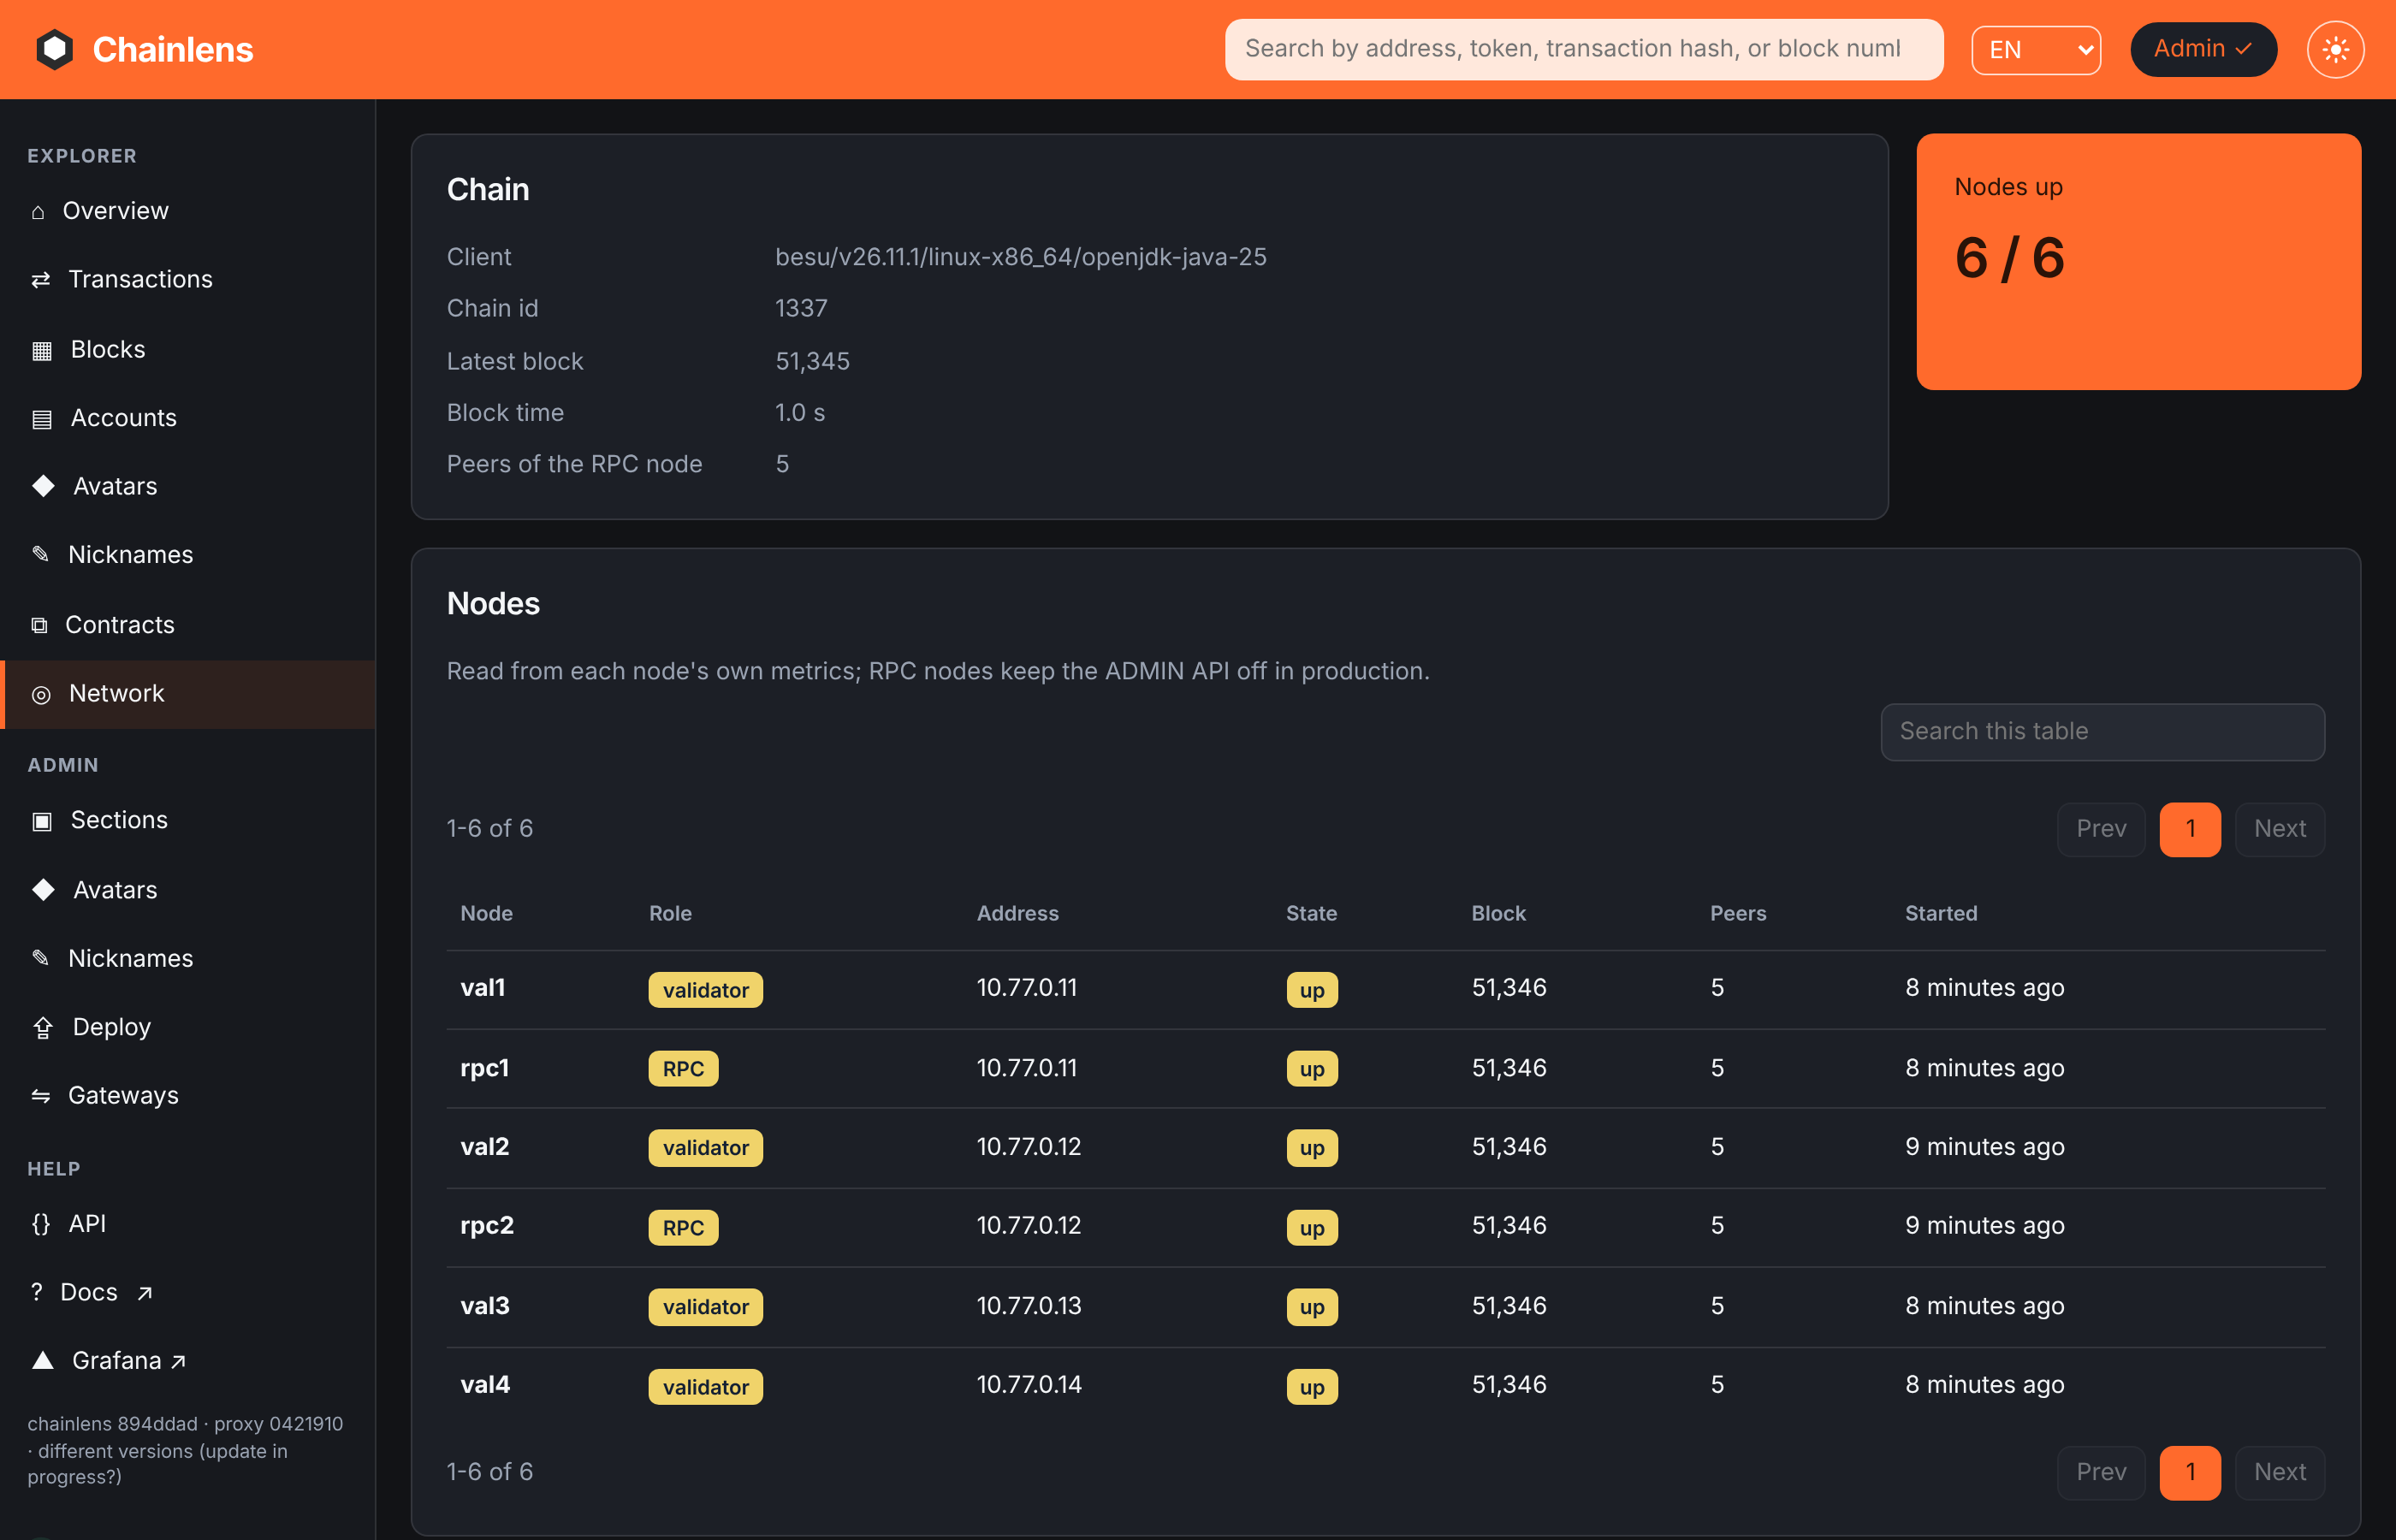 Chainlens
Search by address, token, transaction hash, or block numl
EN
Admin ✓
EXPLORER
Overview
Transactions
Blocks
Accounts
Avatars
Nicknames
Contracts
Network
ADMIN
Sections
Avatars
Nicknames
Deploy
Gateways
HELP
{} API
? Docs ↗
Grafana ↗
chainlens 894ddad · proxy 0421910
· different versions (update in
progress?)
Chain
Client besu/v26.11.1/linux-x86_64/openjdk-java-25
Chain id 1337
Latest block 51,345
Block time 1.0 s
Peers of the RPC node 5
Nodes up
6 / 6
Nodes
Read from each node's own metrics; RPC nodes keep the ADMIN API off in production.
Search this table
1-6 of 6 Prev 1 Next
Node Role Address State Block Peers Started
val1 validator 10.77.0.11 up 51,346 5 8 minutes ago
rpc1 RPC 10.77.0.11 up 51,346 5 8 minutes ago
val2 validator 10.77.0.12 up 51,346 5 9 minutes ago
rpc2 RPC 10.77.0.12 up 51,346 5 9 minutes ago
val3 validator 10.77.0.13 up 51,346 5 8 minutes ago
val4 validator 10.77.0.14 up 51,346 5 8 minutes ago
1-6 of 6 Prev 1 Next